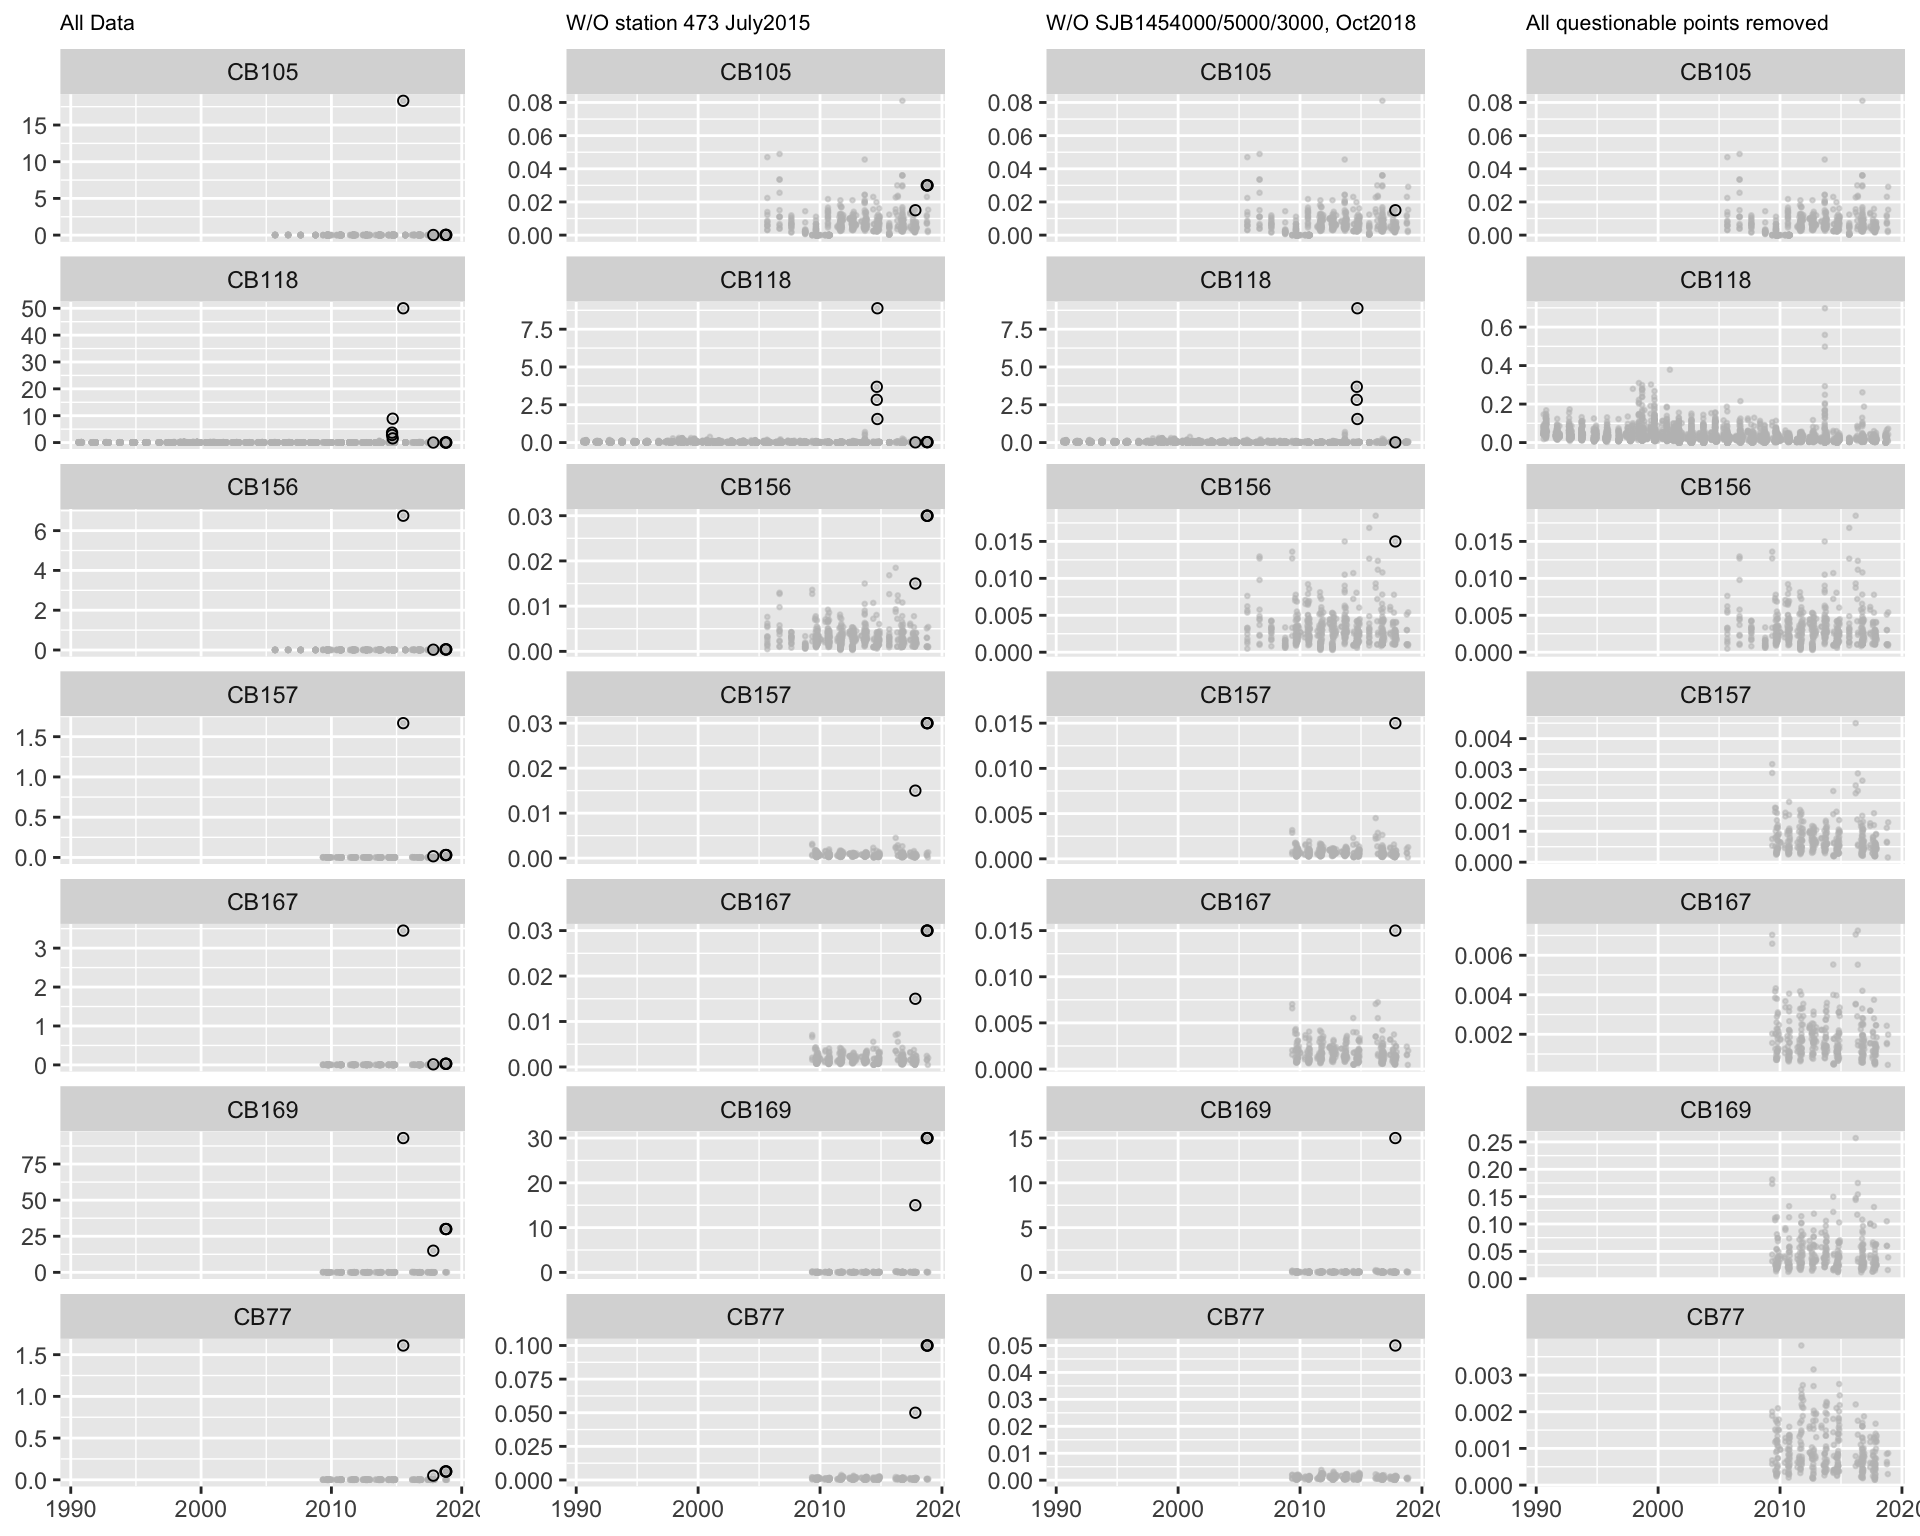 All Data
W/O station 473 July2015
W/O SJB1454000/5000/3000, Oct2018
All questionable points removed
CB105 CB105 CB105 CB105
15 0.08 0.08 0.08
10 0.06 0.06 0.06
5 0.04 0.04 0.04
0 0.02 0.02 0.02
0.00 0.00 0.00
CB118 CB118 CB118 CB118
50 7.5 7.5 0.6
40 5.0 5.0 0.4
30 2.5 2.5 0.2
20 0.0 0.0 0.0
10
0
CB156 CB156 CB156 CB156
6 0.03 0.015 0.015
4 0.02 0.010 0.010
2 0.01 0.005 0.005
0 0.00 0.000 0.000
CB157 CB157 CB157 CB157
1.5 0.03 0.015 0.004
1.0 0.02 0.010 0.003
0.5 0.01 0.005 0.002
0.0 0.00 0.000 0.001
0.000
CB167 CB167 CB167 CB167
3 0.03 0.015 0.006
2 0.02 0.010 0.004
1 0.01 0.005 0.002
0 0.00 0.000
CB169 CB169 CB169 CB169
75 30 15 0.25
50 20 10 0.20
25 10 5 0.15
0 0 0 0.10
0.05
0.00
CB77 CB77 CB77 CB77
1.5 0.100 0.05 0.003
1.0 0.075 0.04 0.002
0.5 0.050 0.03 0.001
0.0 0.025 0.02 0.000
0.000 0.01
0.00
1990 2000 2010 202 1990 2000 2010 202 1990 2000 2010 202 1990 2000 2010 202